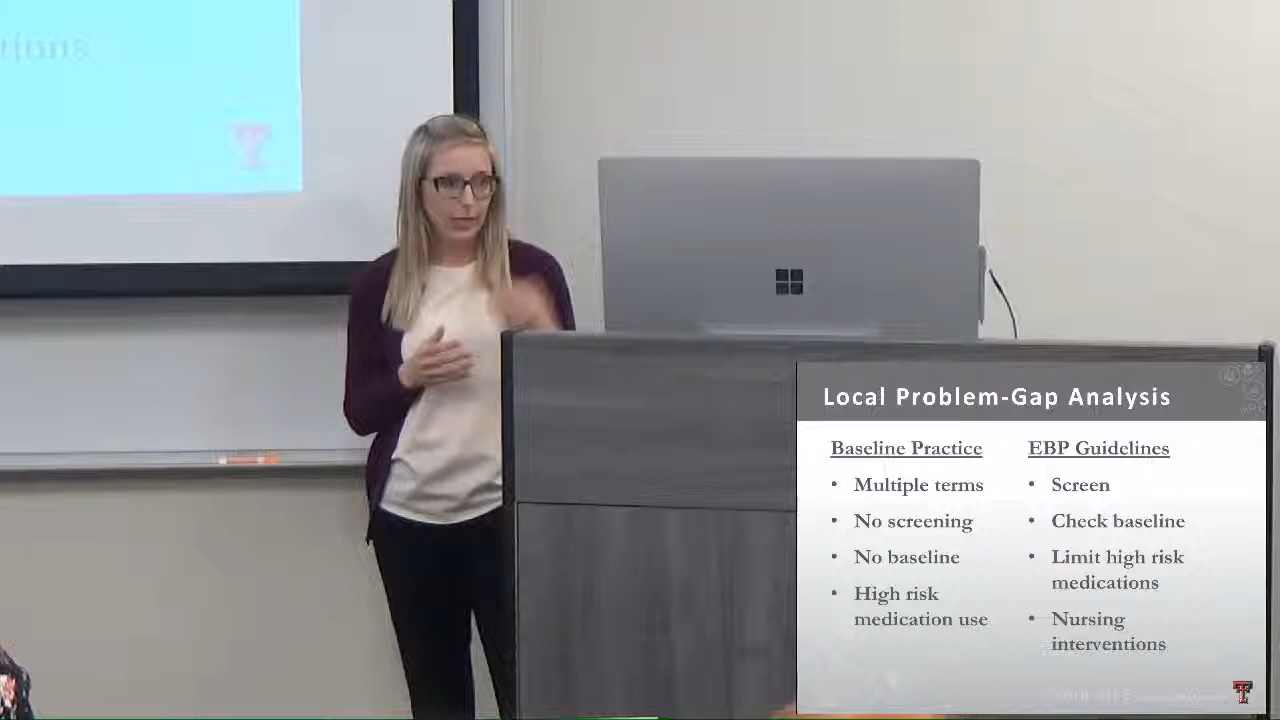 Local Problem-Gap Analysis
Baseline Practice
• Multiple terms
• No screening
• No baseline
• High risk
medication use
EBP Guidelines
• Screen
• Check baseline
• Limit high risk
medications
• Nursing
interventions